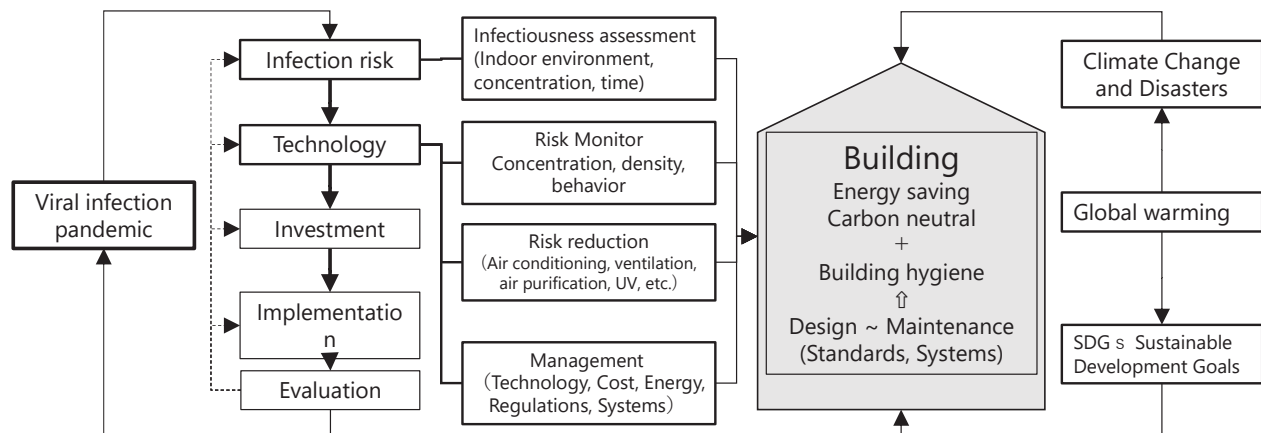 Viral infection
pandemic
Infection risk
Technology
Investment
Implementatio
n
Evaluation
Infectiousness assessment
(Indoor environment,
concentration, time)
Risk Monitor
Concentration, density,
behavior
Risk reduction
（Air conditioning, ventilation,
air purification, UV, etc.）
Management
（Technology, Cost, Energy,
Regulations, Systems）
Building
Energy saving
Carbon neutral
+
Building hygiene
⇧
Design ~ Maintenance
(Standards, Systems)
Climate Change
and Disasters
Global warming
SDGｓ Sustainable
Development Goals